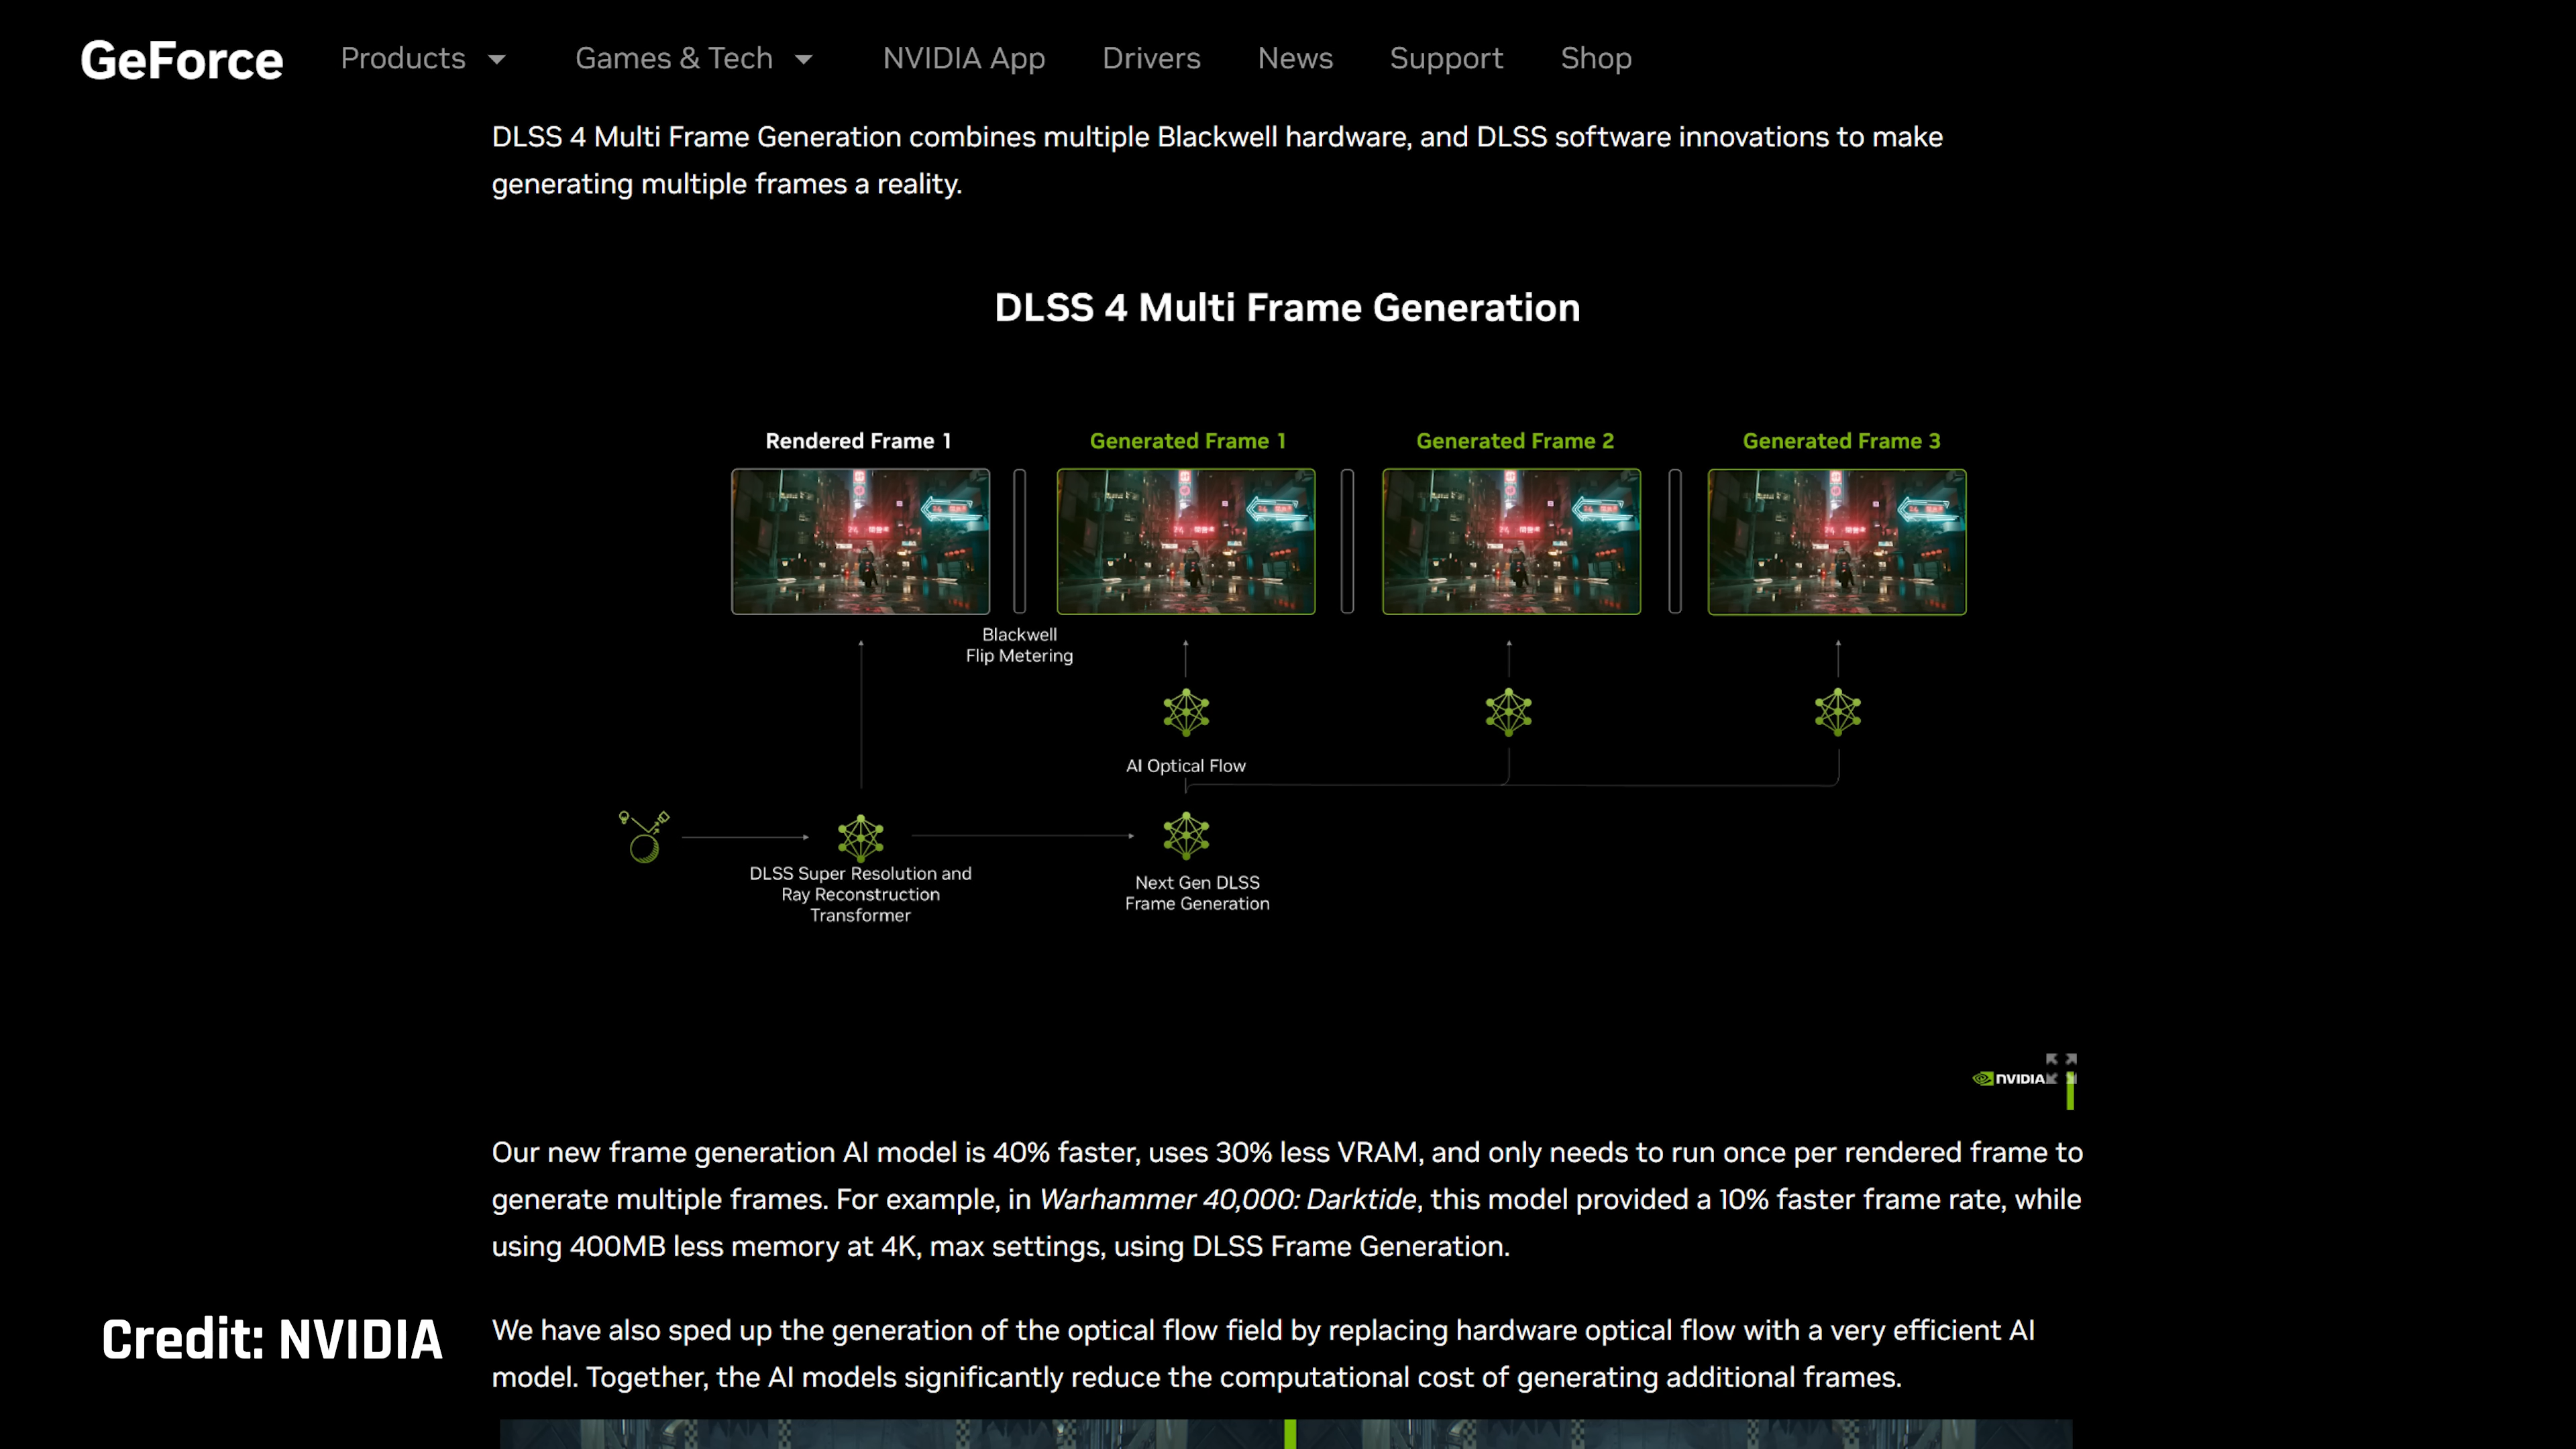 GeForce Products Games & Tech NVIDIA App Drivers News Support Shop
DLSS 4 Multi Frame Generation combines multiple Blackwell hardware, and DLSS software innovations to make
generating multiple frames a reality.
DLSS 4 Multi Frame Generation
Rendered Frame 1 Generated Frame 1 Generated Frame 2 Generated Frame 3
Blackwell
Flip Metering
AI Optical Flow
DLSS Super Resolution and
Ray Reconstruction
Transformer
Next Gen DLSS
Frame Generation
NVIDIA
Our new frame generation AI model is 40% faster, uses 30% less VRAM, and only needs to run once per rendered frame to
generate multiple frames. For example, in Warhammer 40,000: Darktide, this model provided a 10% faster frame rate, while
using 400MB less memory at 4K, max settings, using DLSS Frame Generation.
Credit: NVIDIA
We have also sped up the generation of the optical flow field by replacing hardware optical flow with a very efficient AI
model. Together, the AI models significantly reduce the computational cost of generating additional frames.